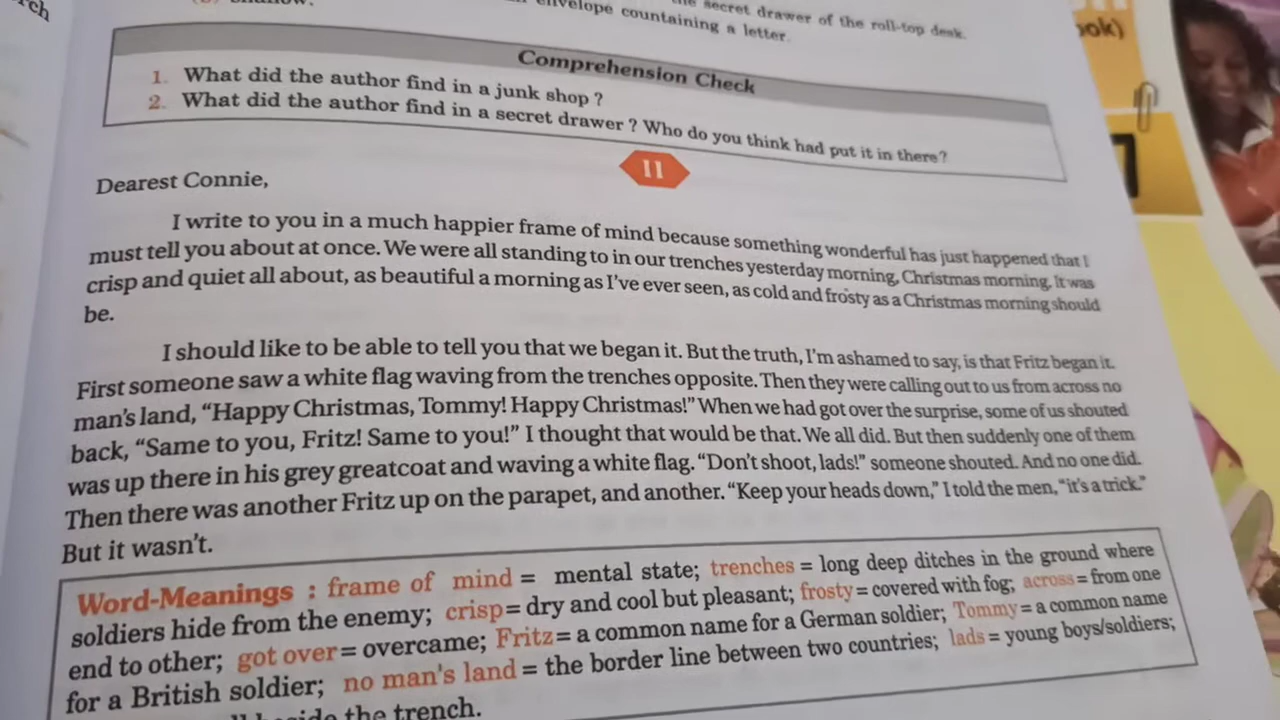 rch
secret drawer of the roll-top desk.
envelope countaining a letter.
ook)
Comprehension Check
1. What did the author find in a junk shop ?
2. What did the author find in a secret drawer ? Who do you think had put it in there?
II
Dearest Connie,
I write to you in a much happier frame of mind because something wonderful has just happened that I
must tell you about at once. We were all standing to in our trenches yesterday morning, Christmas morning. It was
crisp and quiet all about, as beautiful a morning as I've ever seen, as cold and frosty as a Christmas morning should
be.
I should like to be able to tell you that we began it. But the truth, I'm ashamed to say, is that Fritz began it.
First someone saw a white flag waving from the trenches opposite. Then they were calling out to us from across no
man's land, “Happy Christmas, Tommy! Happy Christmas!” When we had got over the surprise, some of us shouted
back, “Same to you, Fritz! Same to you!” I thought that would be that. We all did. But then suddenly one of them
was up there in his grey greatcoat and waving a white flag. “Don't shoot, lads!” someone shouted. And no one did.
Then there was another Fritz up on the parapet, and another. “Keep your heads down,” I told the men, “it's a trick.”
But it wasn't.
Word-Meanings : frame of mind = mental state; trenches = long deep ditches in the ground where
soldiers hide from the enemy; crisp = dry and cool but pleasant; frosty = covered with fog; across = from one
end to other; got over = overcame; Fritz = a common name for a German soldier; Tommy = a common name
for a British soldier; no man's land = the border line between two countries; lads = young boys/soldiers;
the trench.